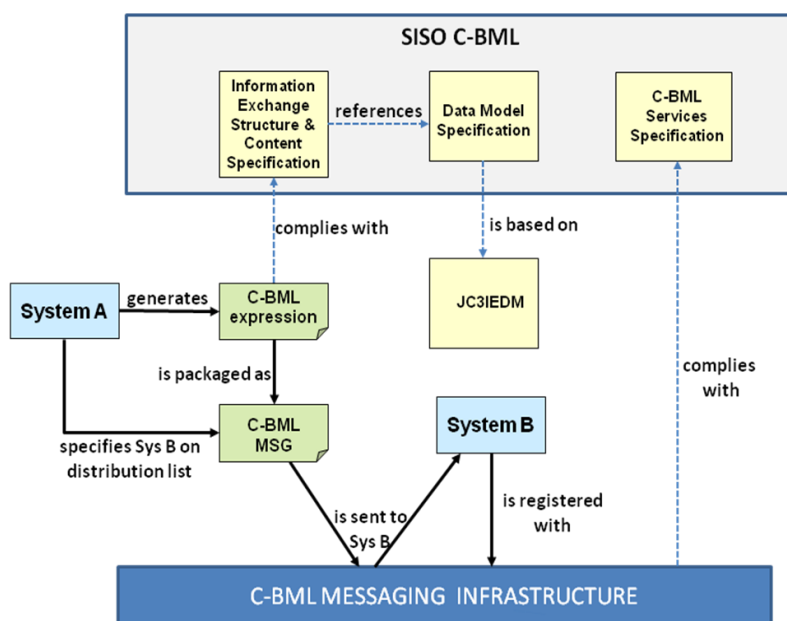 SISO C-BML
Information
Exchange
Structure &
Content
Specification
references
Data Model
Specification
C-BML
Services
Specification
complies with
is based on
System A
generates
C-BML
expression
JC3IEDM
is packaged as
complies
with
specifies Sys B on
distribution list
C-BML
MSG
System B
is sent to
Sys B
is registered
with
C-BML MESSAGING INFRASTRUCTURE